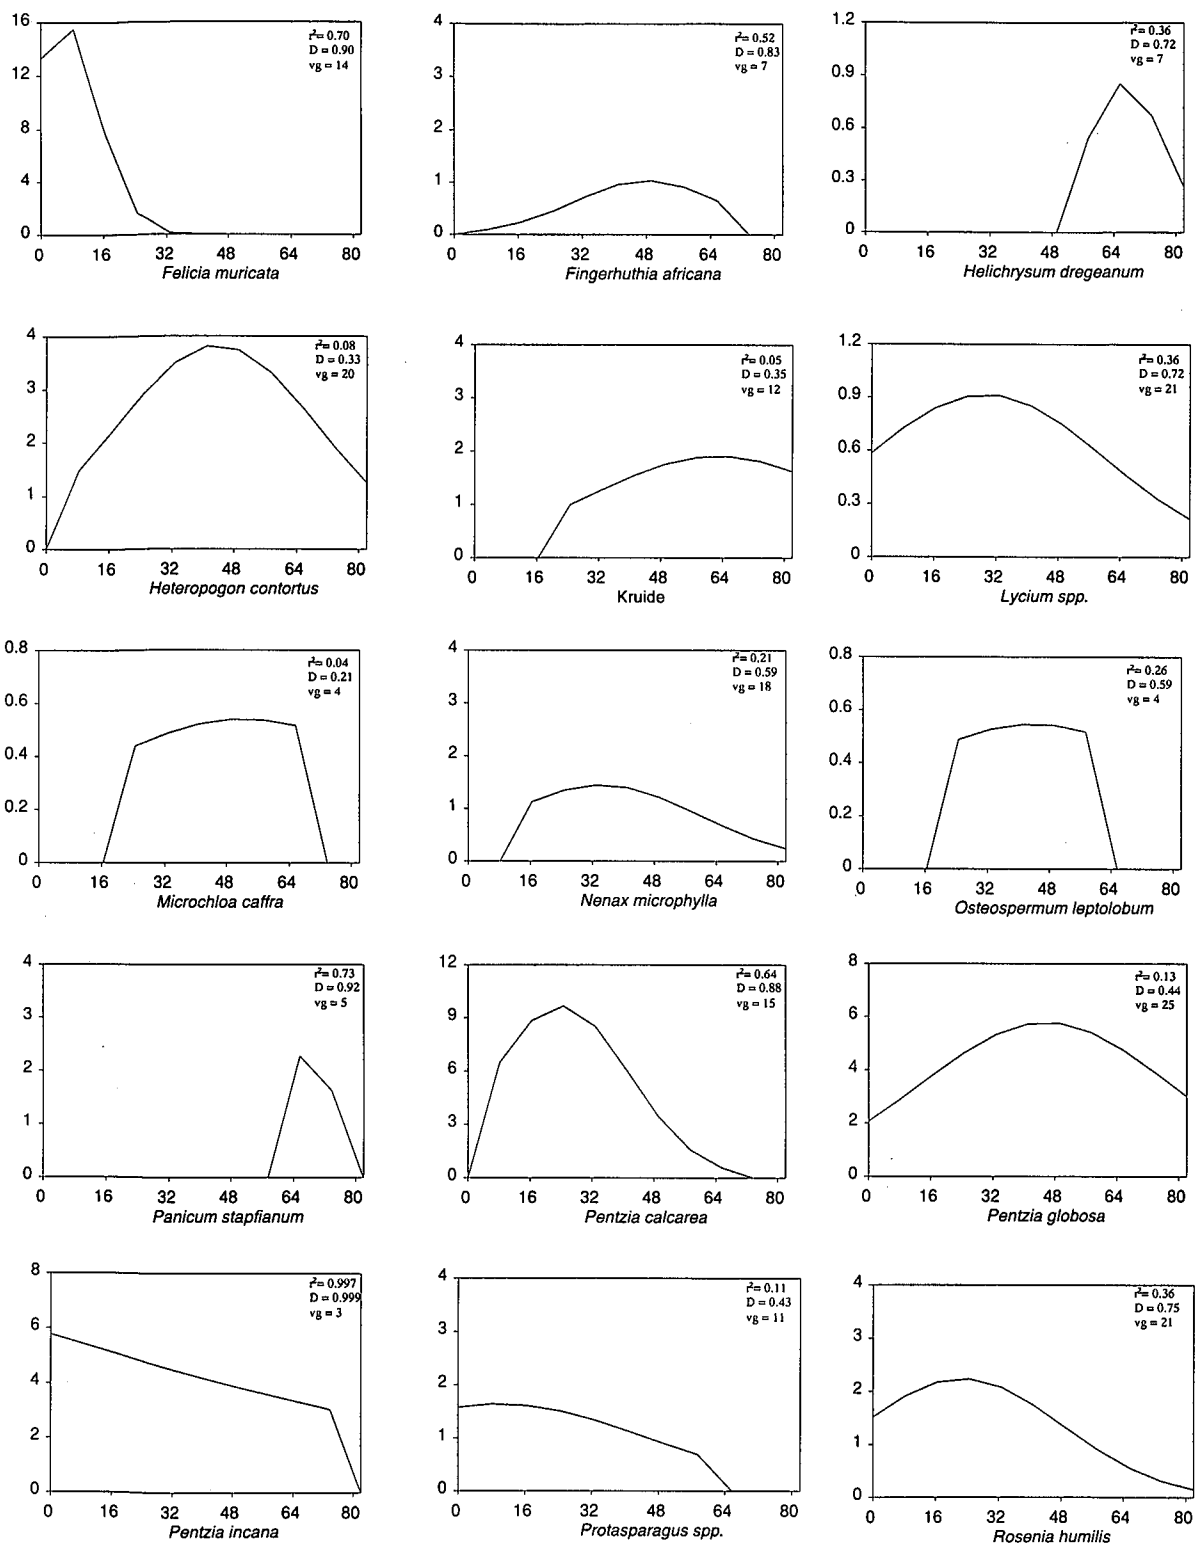 16
12
8
4
0
r²= 0.70
D = 0.90
vg = 14
0 16 32 48 64 80
Felicia muricata
4
3
2
1
0
r²= 0.52
D = 0.83
vg = 7
0 16 32 48 64 80
Fingerhuthia africana
1.2
0.9
0.6
0.3
0
r²= 0.36
D = 0.72
vg = 7
0 16 32 48 64 80
Helichrysum dregeanum
4
3
2
1
0
r²= 0.08
D = 0.33
vg = 20
0 16 32 48 64 80
Heteropogon contortus
4
3
2
1
0
r²= 0.05
D = 0.35
vg = 12
0 16 32 48 64 80
Kruide
1.2
0.9
0.6
0.3
0
r²= 0.36
D = 0.72
vg = 21
0 16 32 48 64 80
Lycium spp.
0.8
0.6
0.4
0.2
0
r²= 0.04
D = 0.21
vg = 4
0 16 32 48 64 80
Microchloa caffra
4
3
2
1
0
r²= 0.21
D = 0.59
vg = 18
0 16 32 48 64 80
Nenax microphylla
0.8
0.6
0.4
0.2
0
r²= 0.26
D = 0.59
vg = 4
0 16 32 48 64 80
Osteospermum leptolobum
4
3
2
1
0
r²= 0.73
D = 0.92
vg = 5
0 16 32 48 64 80
Panicum stapfianum
12
9
6
3
0
r²= 0.64
D = 0.88
vg = 15
0 16 32 48 64 80
Pentzia calcarea
8
6
4
2
0
r²= 0.13
D = 0.44
vg = 25
0 16 32 48 64 80
Pentzia globosa
8
6
4
2
0
r²= 0.997
D = 0.999
vg = 3
0 16 32 48 64 80
Pentzia incana
4
3
2
1
0
r²= 0.11
D = 0.43
vg = 11
0 16 32 48 64 80
Protasparagus spp.
4
3
2
1
0
r²= 0.36
D = 0.75
vg = 21
0 16 32 48 64 80
Rosenia humilis